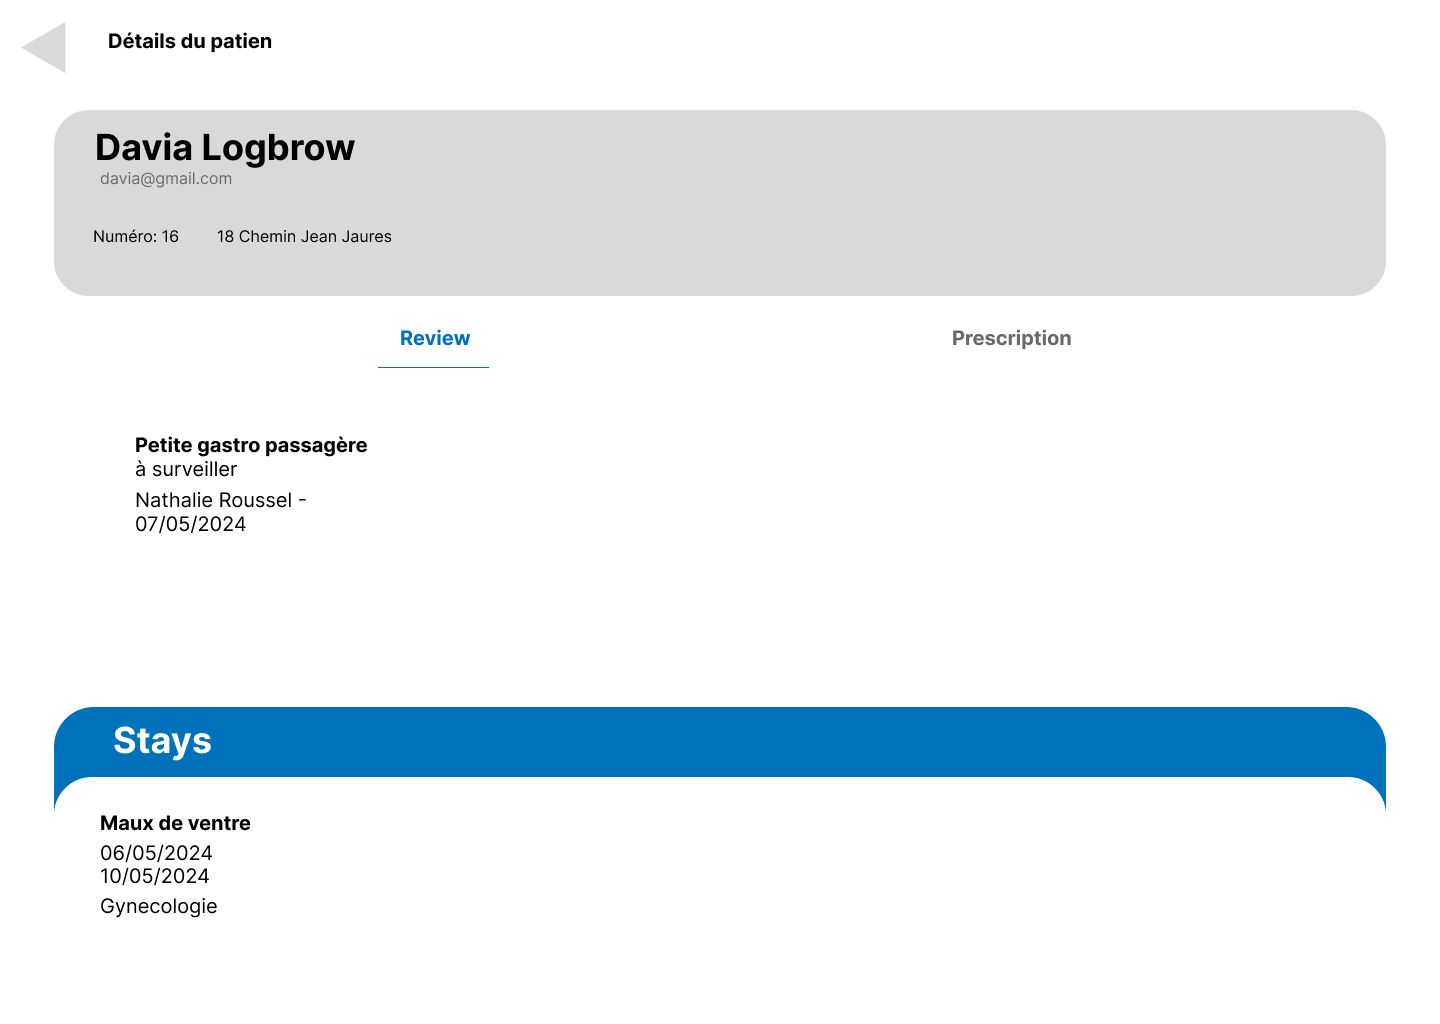 Détails du patien
Davia Logbrow
davia@gmail.com
Numéro: 16 18 Chemin Jean Jaures
Review Prescription
Petite gastro passagère
à surveiller
Nathalie Roussel -
07/05/2024
Stays
Maux de ventre
06/05/2024
10/05/2024
Gynecologie